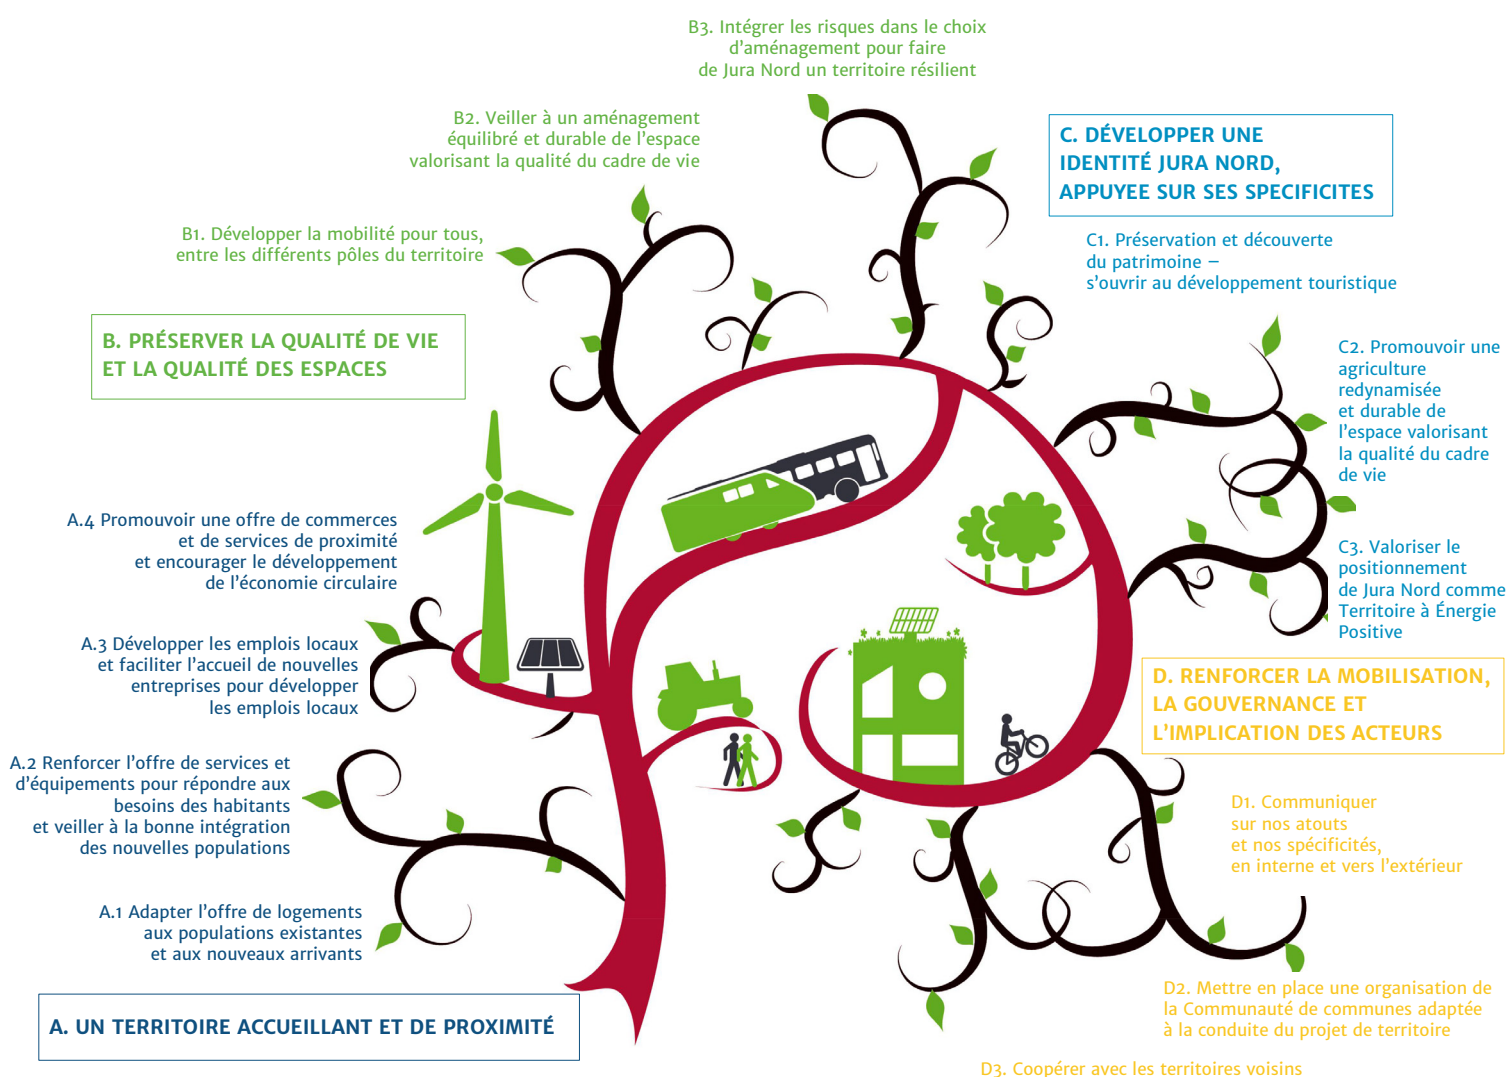 B3. Intégrer les risques dans le choix
d'aménagement pour faire
de Jura Nord un territoire résilient
B2. Veiller à un aménagement
équilibré et durable de l'espace
valorisant la qualité du cadre de vie
B1. Développer la mobilité pour tous,
entre les différents pôles du territoire
B. PRÉSERVER LA QUALITÉ DE VIE
ET LA QUALITÉ DES ESPACES
C. DÉVELOPPER UNE
IDENTITÉ JURA NORD,
APPUYEE SUR SES SPECIFICITES
C1. Préservation et découverte
du patrimoine –
s'ouvrir au développement touristique
C2. Promouvoir une
agriculture
redynamisée
et durable de
l'espace valorisant
la qualité du cadre
de vie
C3. Valoriser le
positionnement
de Jura Nord comme
Territoire à Énergie
Positive
A.4 Promouvoir une offre de commerces
et de services de proximité
et encourager le développement
de l'économie circulaire
A.3 Développer les emplois locaux
et faciliter l'accueil de nouvelles
entreprises pour développer
les emplois locaux
A.2 Renforcer l'offre de services et
d'équipements pour répondre aux
besoins des habitants
et veiller à la bonne intégration
des nouvelles populations
A.1 Adapter l'offre de logements
aux populations existantes
et aux nouveaux arrivants
A. UN TERRITOIRE ACCUEILLANT ET DE PROXIMITÉ
D. RENFORCER LA MOBILISATION,
LA GOUVERNANCE ET
L'IMPLICATION DES ACTEURS
D1. Communiquer
sur nos atouts
et nos spécificités,
en interne et vers l'extérieur
D2. Mettre en place une organisation de
la Communauté de communes adaptée
à la conduite du projet de territoire
D3. Coopérer avec les territoires voisins